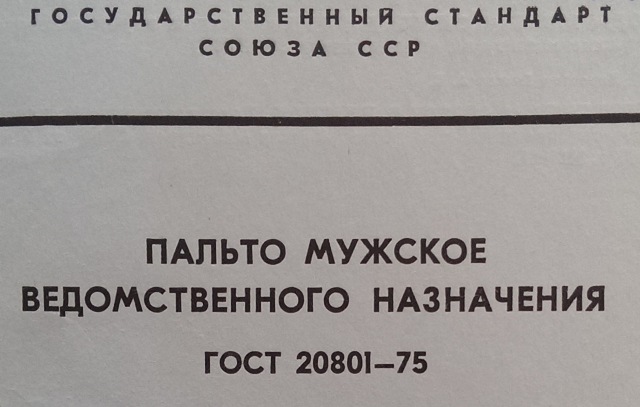 ГОСУДАРСТВЕННЫЙ СТАНДАРТ
СОЮЗА ССР
ПАЛЬТО МУЖСКОЕ
ВЕДОМСТВЕННОГО НАЗНАЧЕНИЯ
ГОСТ 20801—75